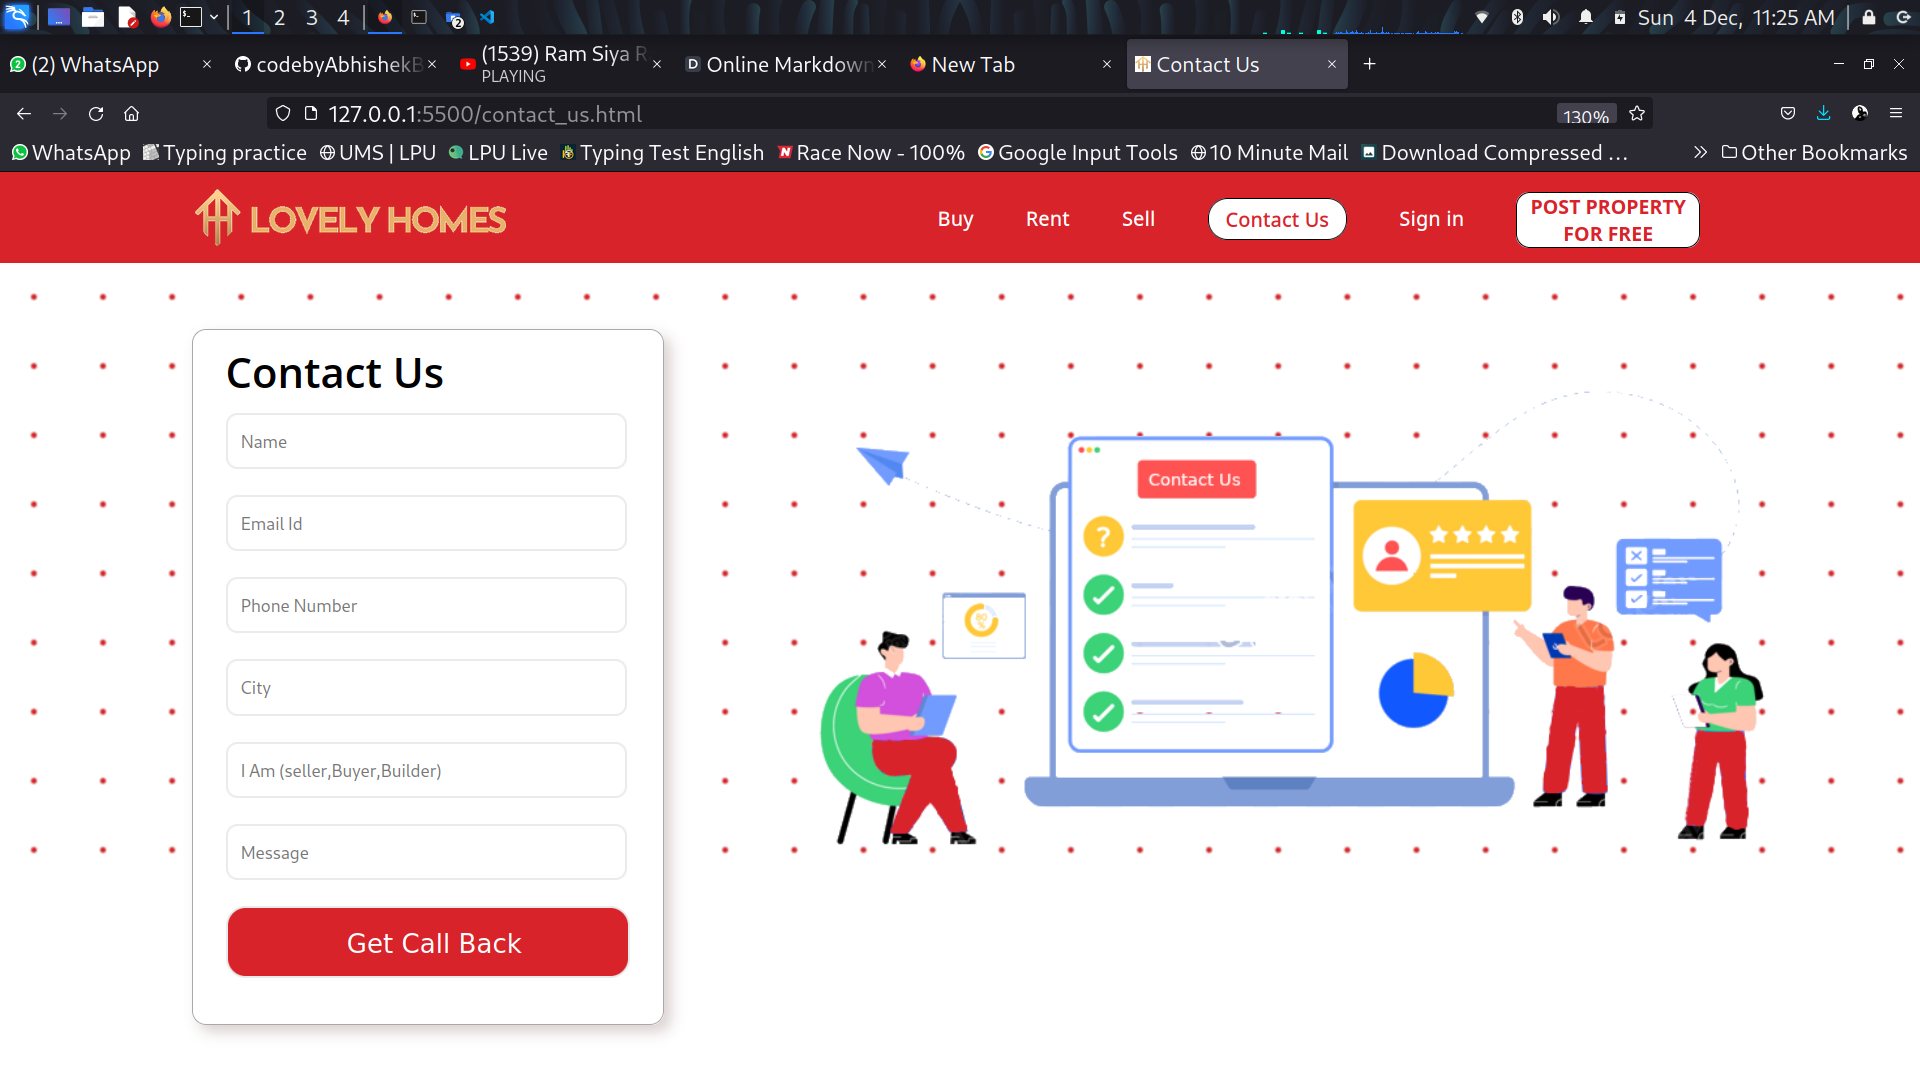 1 2 3 4 2 Sun 4 Dec, 11:25 AM
(2) WhatsApp codebyAbhishekB (1539) Ram Siya R Online Markdown New Tab Contact Us
PLAYING
127.0.0.1:5500/contact_us.html 130%
WhatsApp Typing practice UMS | LPU LPU Live Typing Test English Race Now - 100% Google Input Tools 10 Minute Mail Download Compressed ... Other Bookmarks
LOVELY HOMES Buy Rent Sell Contact Us Sign in POST PROPERTY
FOR FREE
Contact Us
Name
Email Id
Phone Number
City
I Am (seller,Buyer,Builder)
Message
Get Call Back
Contact Us
?
80
%